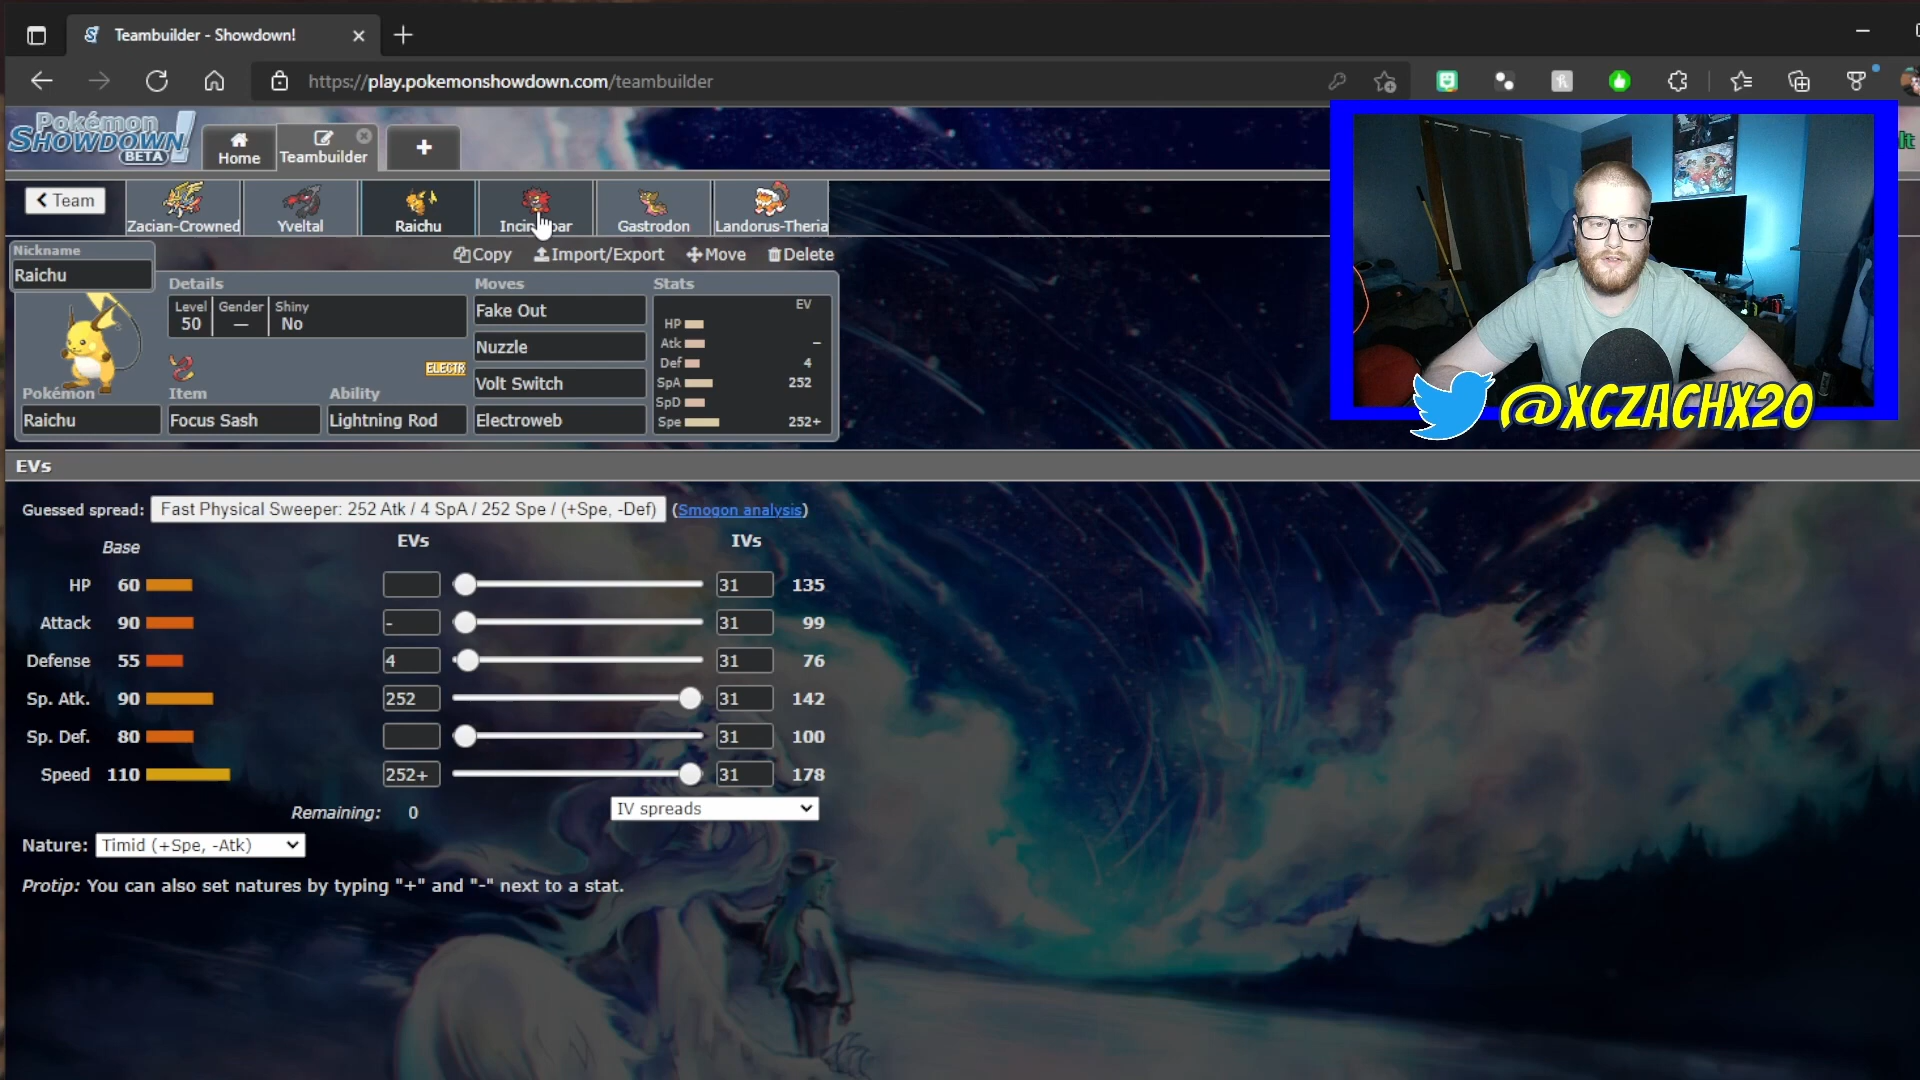 Teambuilder - Showdown!
https://play.pokemonshowdown.com/teambuilder
Pokémon
SHOWDOWN!
BETA
Home
Teambuilder
Team
Zacian-Crowned
Yveltal
Raichu
Gastrodon
Landorus-Theria
Copy
Import/Export
Move
Delete
Nickname
Raichu
Details
Level
50
Gender
—
Shiny
No
ELECTR
Pokémon
Raichu
Item
Focus Sash
Ability
Lightning Rod
Moves
Fake Out
Nuzzle
Volt Switch
Electroweb
Stats
EV
HP
Atk –
Def 4
SpA 252
SpD
Spe 252+
@XCZACHX20
EVs
Guessed spread: Fast Physical Sweeper: 252 Atk / 4 SpA / 252 Spe / (+Spe, -Def) (Smogon analysis)
Base EVs IVs
HP 60 31 135
Attack 90 - 31 99
Defense 55 4 31 76
Sp. Atk. 90 252 31 142
Sp. Def. 80 31 100
Speed 110 252+ 31 178
Remaining: 0
IV spreads
Nature: Timid (+Spe, -Atk)
Protip: You can also set natures by typing "+" and "-" next to a stat.